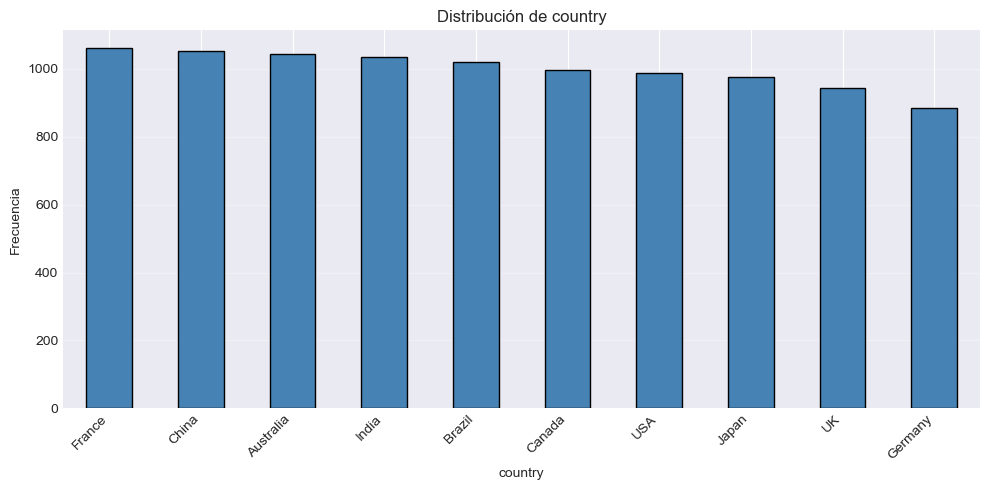 Distribución de country
Frecuencia
1000
800
600
400
200
0
France
China
Australia
India
Brazil
Canada
USA
Japan
UK
Germany
country